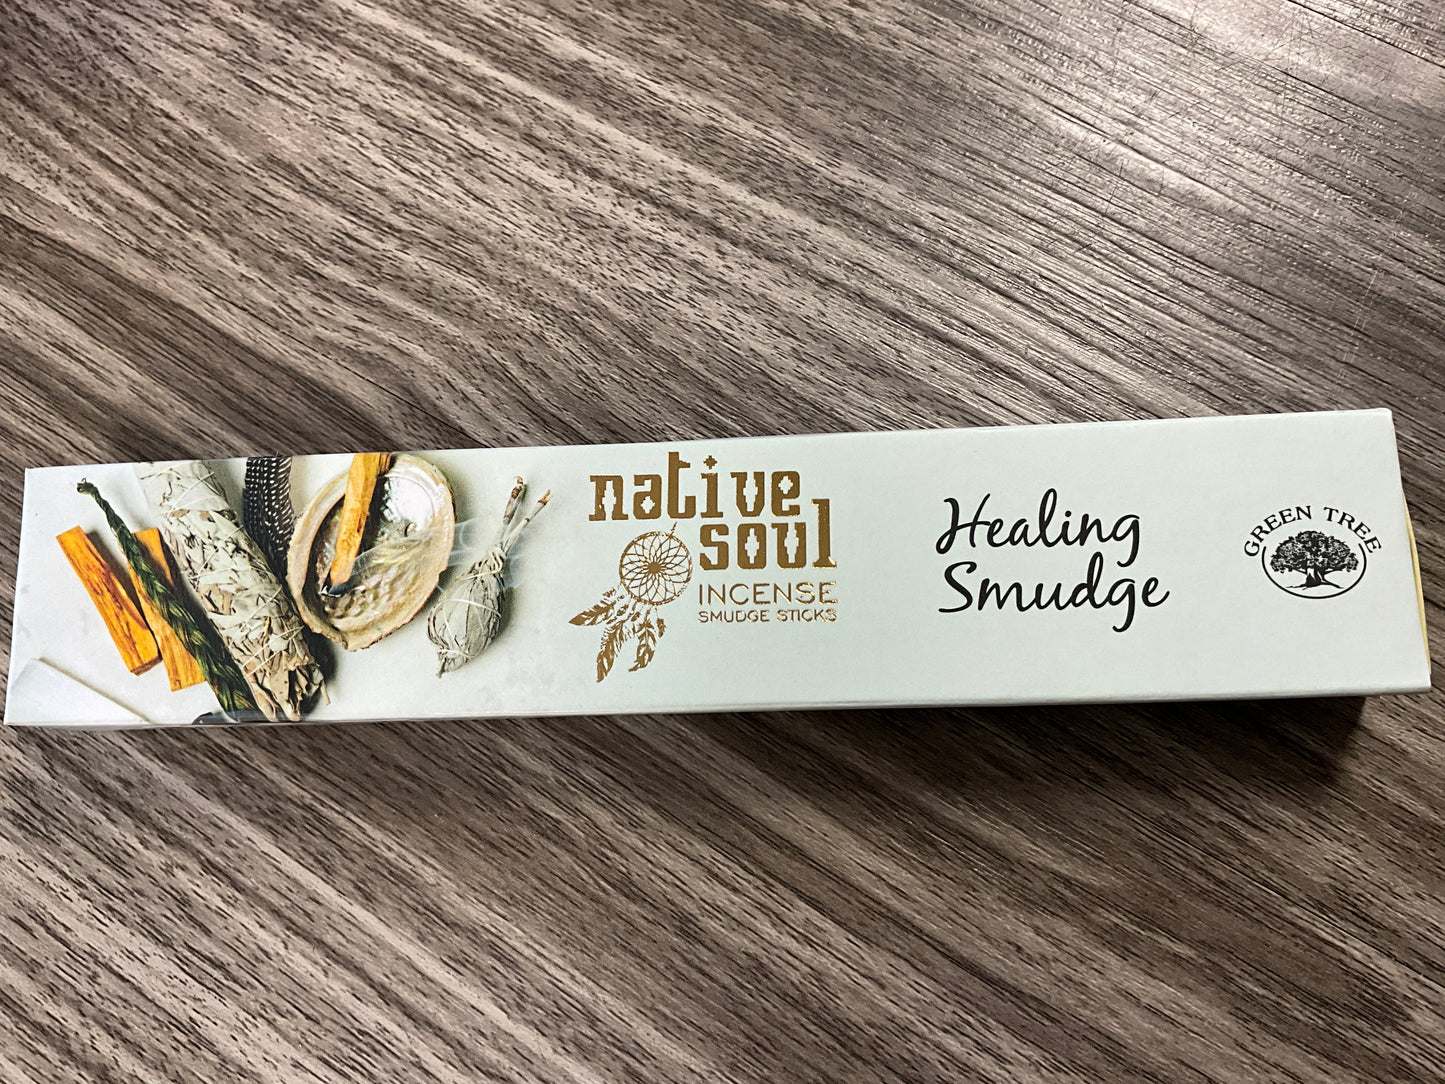 native
soul
INCENSE
SMUDGE STICKS
Healing
Smudge
GREEN TREE